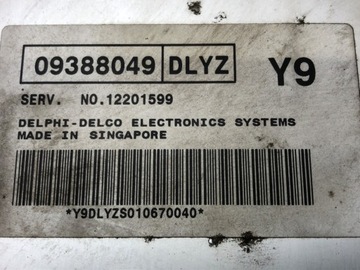 09388049 DLYZ Y9
SERV. NO.12201599
DELPHI-DELCO ELECTRONICS SYSTEMS
MADE IN SINGAPORE
*Y9DLYZS010670040*